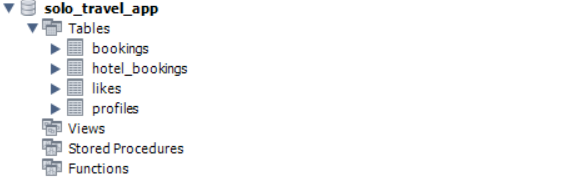 solo_travel_app
Tables
bookings
hotel_bookings
likes
profiles
Views
Stored Procedures
Functions